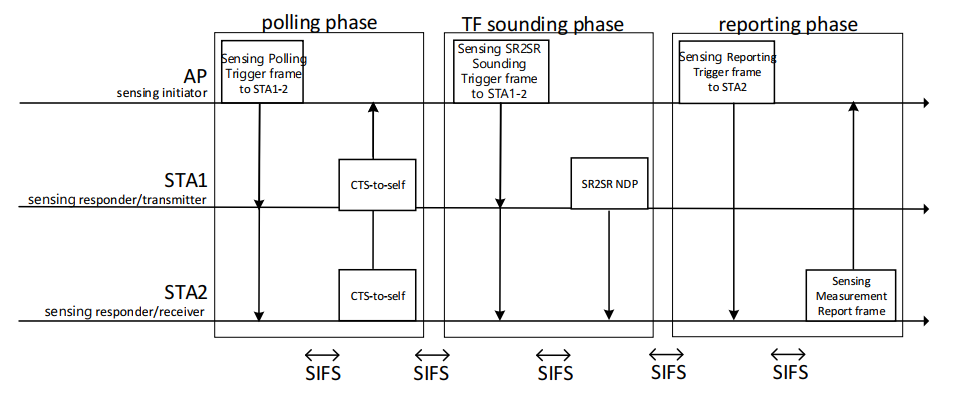 polling phase
TF sounding phase
reporting phase
Sensing Polling
Trigger frame
to STA1-2
Sensing SR2SR
Sounding
Trigger frame
to STA1-2
Sensing Reporting
Trigger frame
to STA2
AP
sensing initiator
CTS-to-self
SR2SR NDP
STA1
sensing responder/transmitter
CTS-to-self
Sensing
Measurement
Report frame
STA2
sensing responder/receiver
SIFS
SIFS
SIFS
SIFS
SIFS